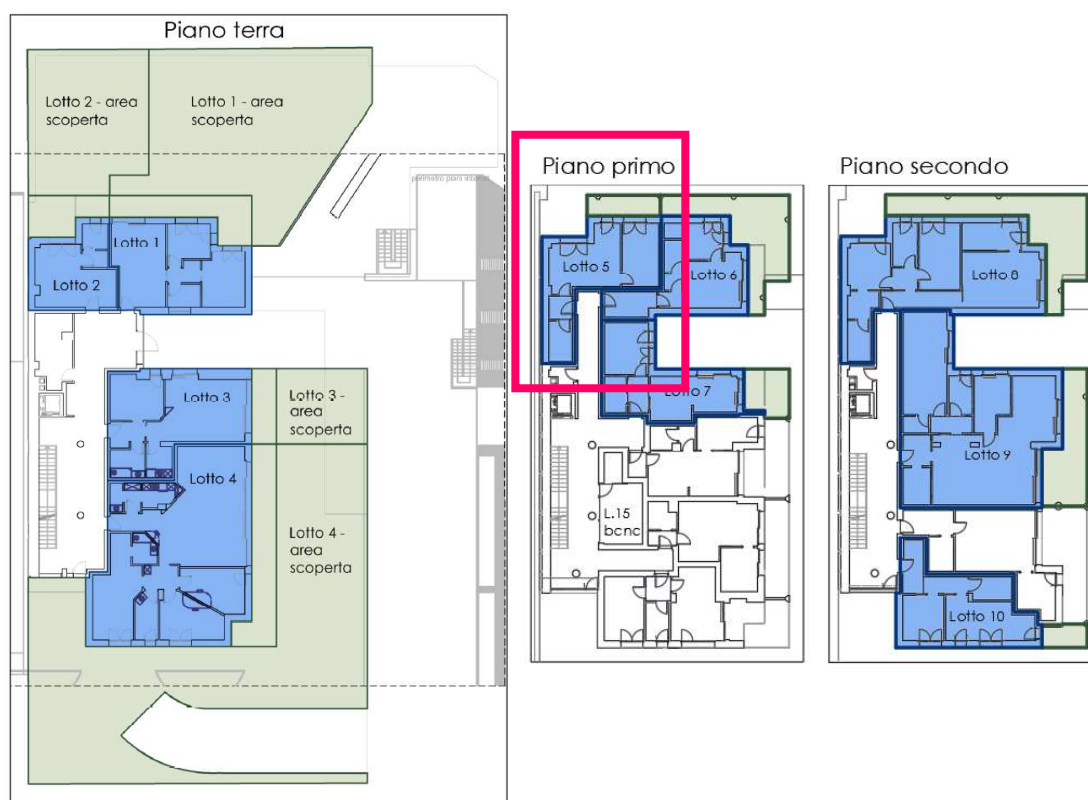 Piano terra
Lotto 2 - area
scoperta
Lotto 1 - area
scoperta
Lotto 1
Lotto 2
Lotto 3
Lotto 3 -
area
scoperta
Lotto 4
Lotto 4 -
area
scoperta
Piano primo
Lotto 5
Lotto 6
Lotto 7
L.15
bcnc
Piano secondo
Lotto 8
Lotto 9
Lotto 10